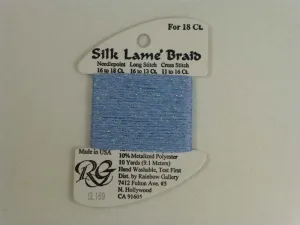 For 18 Ct.
Silk Lame' Braid
Needlepoint Long Stitch Cross Stitch
16 to 18 Ct. 16 to 13 Ct. 11 to 16 Ct.
Made in USA
RG
SL169
10% Metalized Polyester
10 Yards (9.1 Meters)
Hand Washable, Test First
Dist. by Rainbow Gallery
7412 Fulton Ave. #5
N. Hollywood
CA 91605